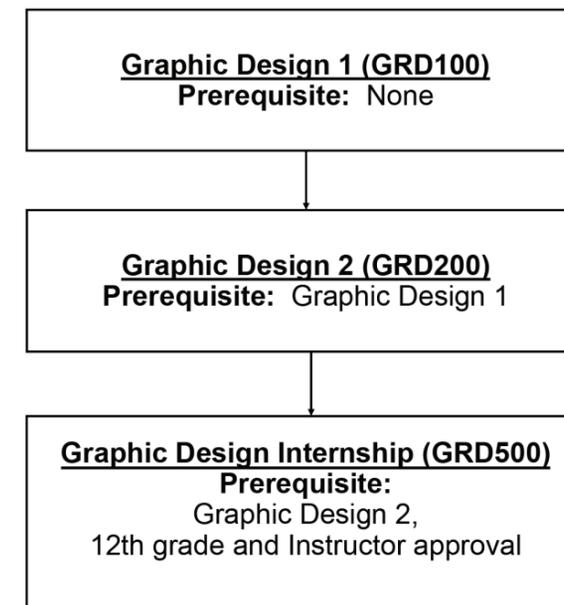 Graphic Design 1 (GRD100)
Prerequisite: None
Graphic Design 2 (GRD200)
Prerequisite: Graphic Design 1
Graphic Design Internship (GRD500)
Prerequisite:
Graphic Design 2,
12th grade and Instructor approval